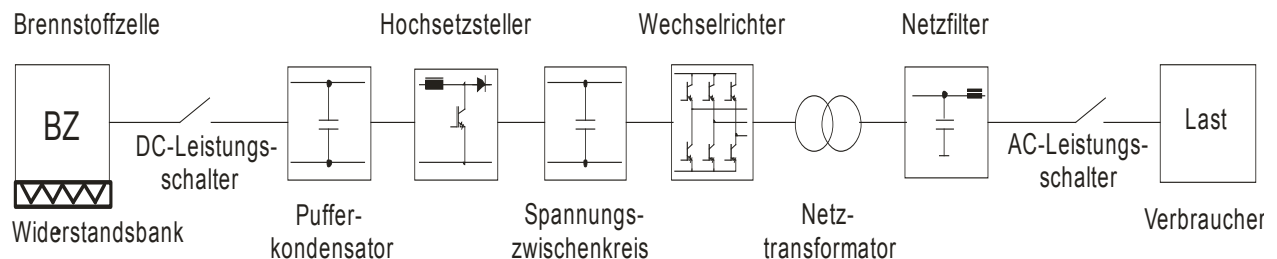 Brennstoffzelle
Hochsetzsteller
Wechselrichter
Netzfilter
BZ
Last
DC-Leistungs-
schalter
AC-Leistungs-
schalter
Widerstandsbank
Puffer-
kondensator
Spannungs-
zwischenkreis
Netz-
transformator
Verbraucher